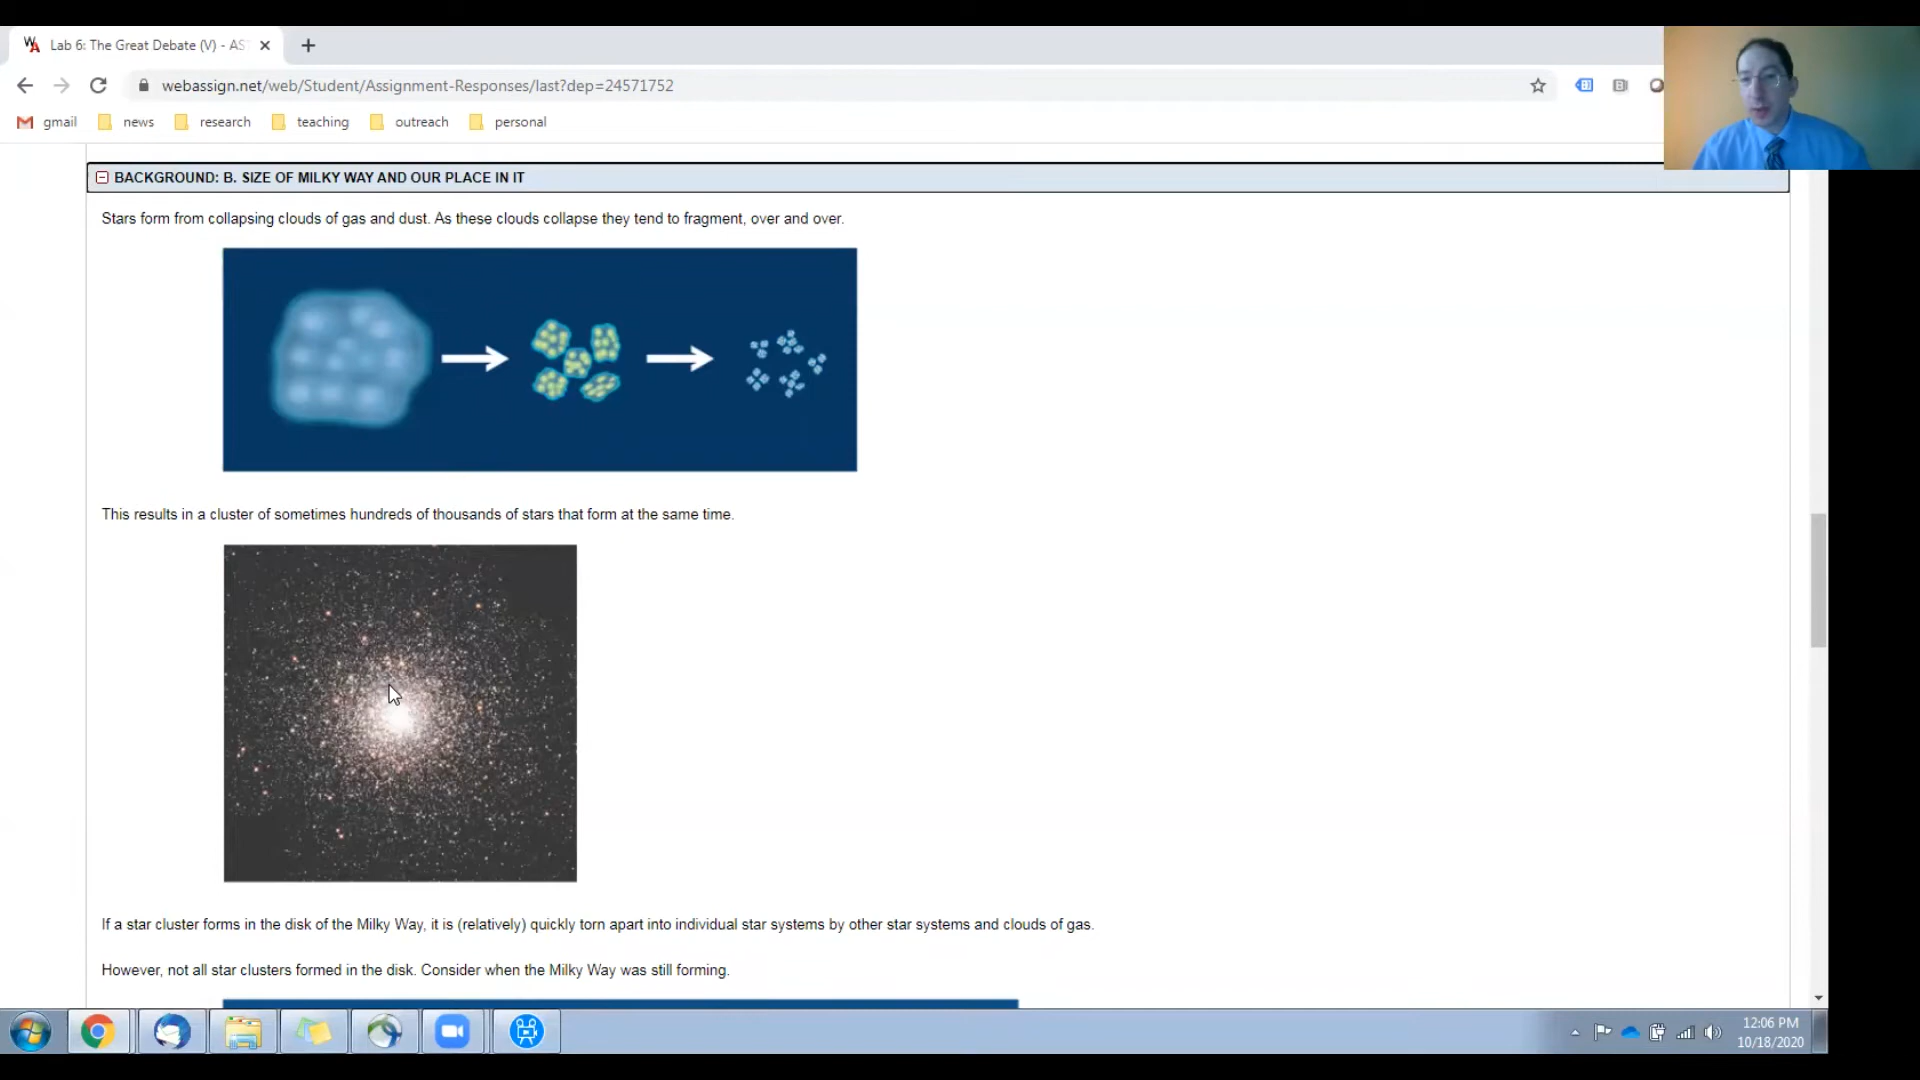 Lab 6: The Great Debate (V) - AS
webassign.net/web/Student/Assignment-Responses/last?dep=24571752
gmail news research teaching outreach personal
BACKGROUND: B. SIZE OF MILKY WAY AND OUR PLACE IN IT
Stars form from collapsing clouds of gas and dust. As these clouds collapse they tend to fragment, over and over.
This results in a cluster of sometimes hundreds of thousands of stars that form at the same time.
If a star cluster forms in the disk of the Milky Way, it is (relatively) quickly torn apart into individual star systems by other star systems and clouds of gas.
However, not all star clusters formed in the disk. Consider when the Milky Way was still forming.
12:06 PM
10/18/2020